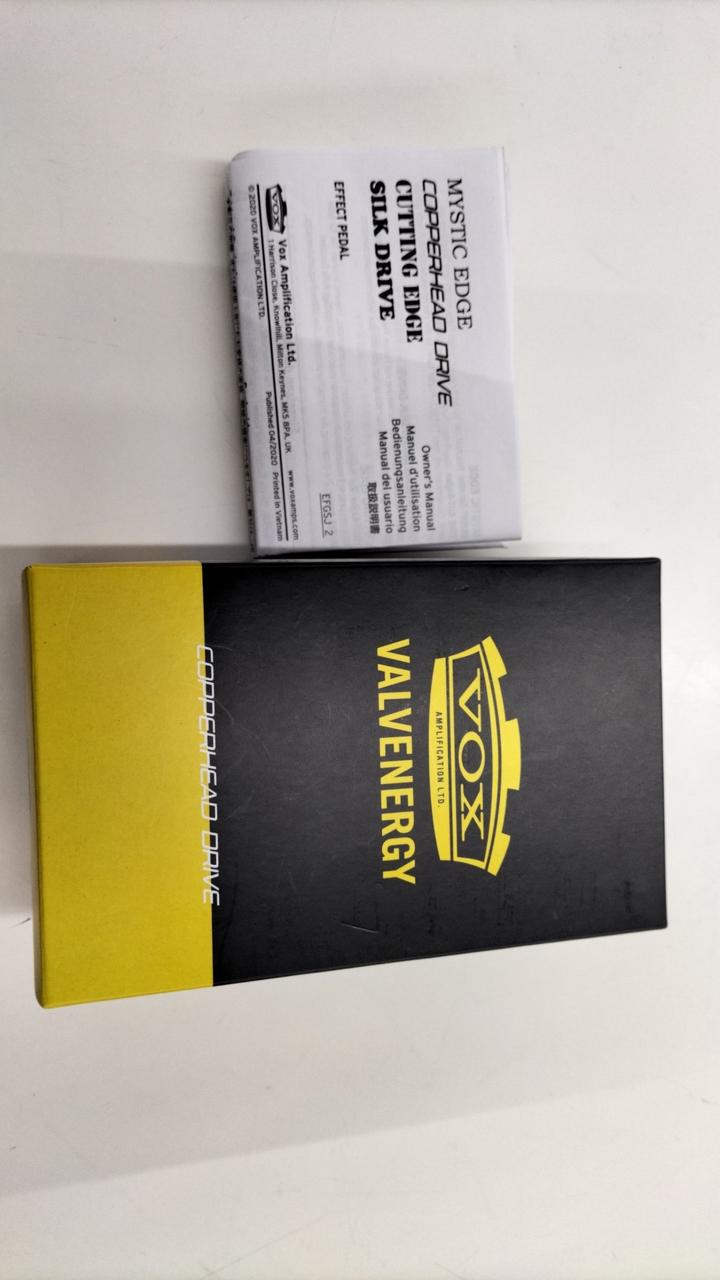 MYSTIC EDGE
COPPERHEAD DRIVE
CUTTING EDGE
SILK DRIVE
EFFECT PEDAL
Owner's Manual
Manuel d'utilisation
Bedienungsanleitung
Manual del usuario
取扱説明書
EFGSJ 2
VOX
Vox Amplification Ltd.
1 Harrison Close, Knowlhill, Milton Keynes, MK5 8PA. UK www.voxamps.com
© 2020 VOX AMPLIFICATION LTD. Published 04/2020 Printed in Vietnam
VOX
AMPLIFICATION LTD.
VALVENERGY
COPPERHEAD DRIVE